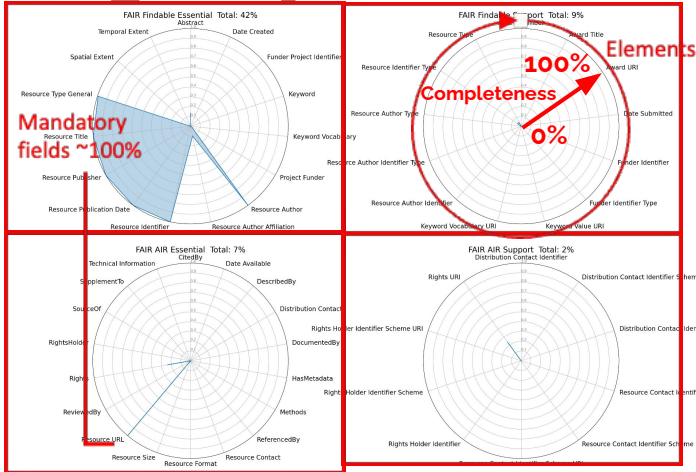 FAIR Findable Essential  Total: 42%
Abstract
Temporal Extent
Date Created
Spatial Extent
Funder Project Identifier
Resource Type General
Keyword
Mandatory
fields ~100%
Resource Title
Keyword Vocabulary
Resource Publisher
Project Funder
Resource Publication Date
Resource Author
Resource Identifier
Resource Author Affiliation
FAIR Findable Support  Total: 9%
Resource Type
Award Title
Elements
Resource Identifier Type
100%
Award URI
Completeness
Resource Author Type
0%
Date Submitted
Resource Author Identifier Type
Funder Identifier
Resource Author Identifier
Funder Identifier Type
Keyword Vocabulary URI
Keyword Value URI
FAIR AIR Essential  Total: 7%
CitedBy
Technical Information
Date Available
SupplementTo
DescribedBy
SourceOf
Distribution Contact
RightsHolder
DocumentedBy
Rights
HasMetadata
ReviewedBy
Methods
Resource URL
ReferencedBy
Resource Size
Resource Contact
Resource Format
FAIR AIR Support  Total: 2%
Distribution Contact Identifier
Rights URI
Distribution Contact Identifier Schem
Rights Holder Identifier Scheme URI
Distribution Contact Iden
Rights Holder Identifier Scheme
Resource Contact Identif
Rights Holder Identifier
Resource Contact Identifier Scheme